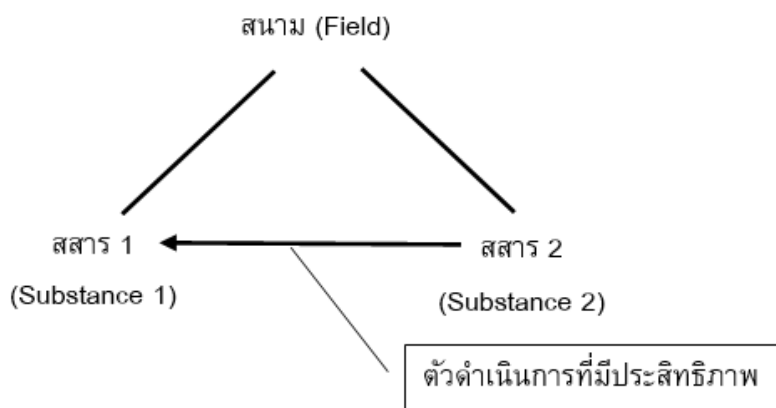 สนาม (Field)
สสาร 1
(Substance 1)
สสาร 2
(Substance 2)
ตัวดำเนินการที่มีประสิทธิภาพ